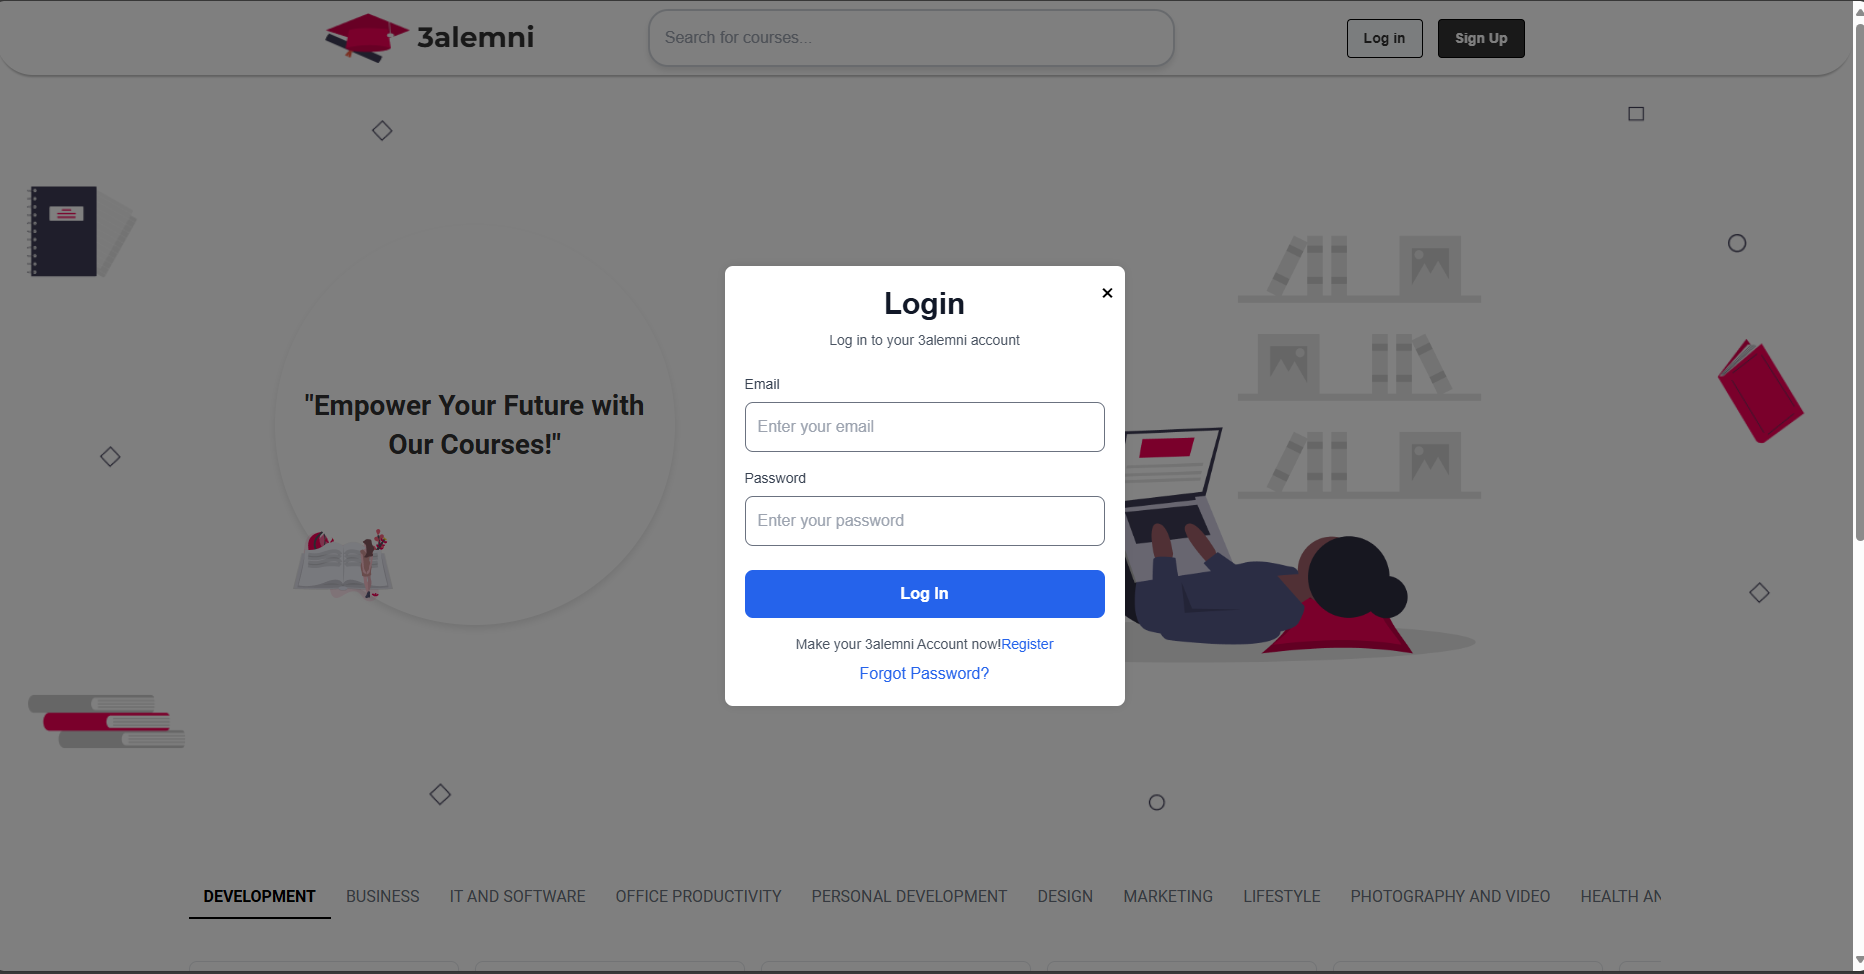 3alemni
Search for courses...
Log in
Sign Up
"Empower Your Future with
Our Courses!"
Login
Log in to your 3alemni account
Email
Enter your email
Password
Enter your password
Log In
Make your 3alemni Account now!Register
Forgot Password?
DEVELOPMENT BUSINESS IT AND SOFTWARE OFFICE PRODUCTIVITY PERSONAL DEVELOPMENT DESIGN MARKETING LIFESTYLE PHOTOGRAPHY AND VIDEO HEALTH AN